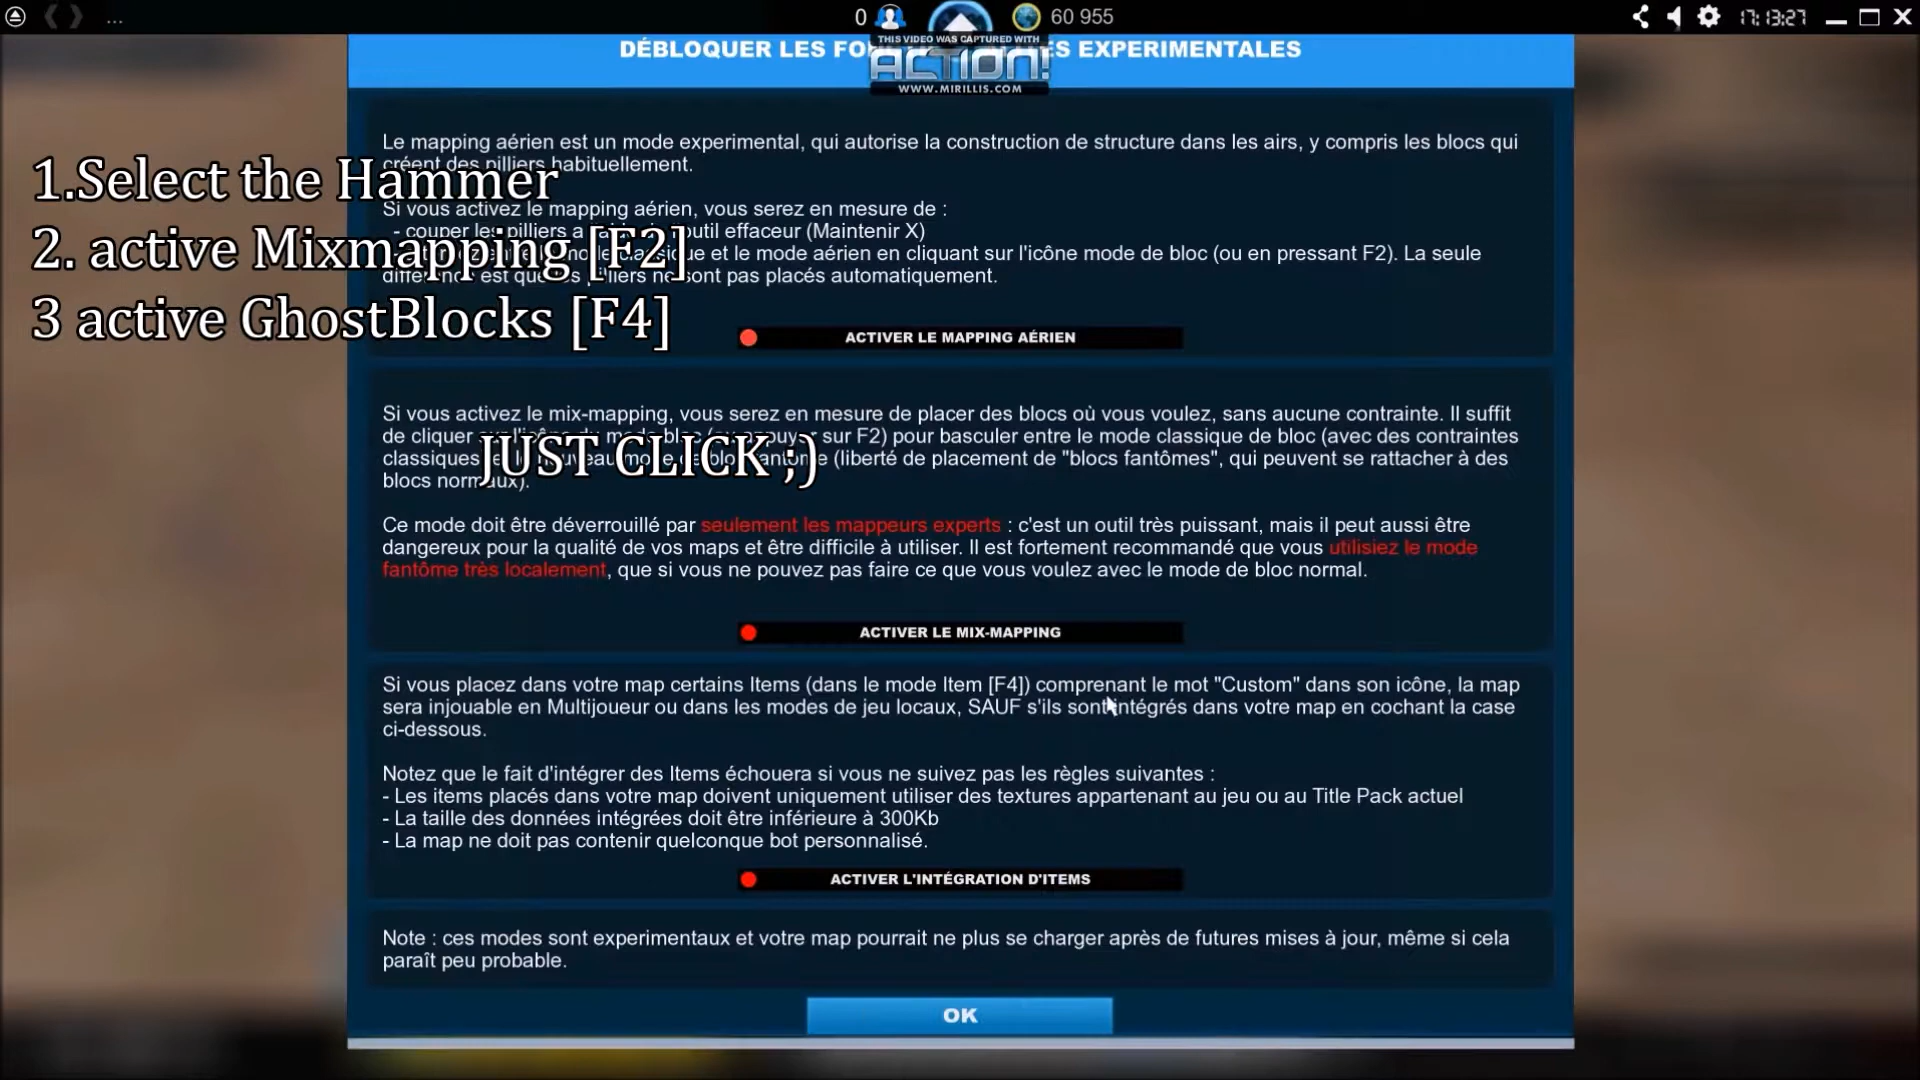 ...
0
60 955
17:13:27
DÉBLOQUER LES EXPERIMENTALES
THIS VIDEO WAS CAPTURED WITH
ACTION!
WWW.MIRILLIS.COM
Le mapping aérien est un mode experimental, qui autorise la construction de structure dans les airs, y compris les blocs qui
créent des pilliers habituellement.
1.Select the Hammer
Si vous activez le mapping aérien, vous serez en mesure de :
- couper les pilliers outil effaceur (Maintenir X)
2. active Mixmapping [F2]
et le mode aérien en cliquant sur l'icône mode de bloc (ou en pressant F2). La seule
est que pilliers ne sont pas placés automatiquement.
3 active GhostBlocks [F4]
ACTIVER LE MAPPING AÉRIEN
Si vous activez le mix-mapping, vous serez en mesure de placer des blocs où vous voulez, sans aucune contrainte. Il suffit
de cliquer sur F2) pour basculer entre le mode classique de bloc (avec des contraintes
JUST CLICK ;)
classiques (liberté de placement de "blocs fantômes", qui peuvent se rattacher à des
blocs normaux).
Ce mode doit être déverrouillé par seulement les mappeurs experts : c'est un outil très puissant, mais il peut aussi être
dangereux pour la qualité de vos maps et être difficile à utiliser. Il est fortement recommandé que vous utilisiez le mode
fantôme très localement, que si vous ne pouvez pas faire ce que vous voulez avec le mode de bloc normal.
ACTIVER LE MIX-MAPPING
Si vous placez dans votre map certains Items (dans le mode Item [F4]) comprenant le mot "Custom" dans son icône, la map
sera injouable en Multijoueur ou dans les modes de jeu locaux, SAUF s'ils sont intégrés dans votre map en cochant la case
ci-dessous.
Notez que le fait d'intégrer des Items échouera si vous ne suivez pas les règles suivantes :
- Les items placés dans votre map doivent uniquement utiliser des textures appartenant au jeu ou au Title Pack actuel
- La taille des données intégrées doit être inférieure à 300Kb
- La map ne doit pas contenir quelconque bot personnalisé.
ACTIVER L'INTÉGRATION D'ITEMS
Note : ces modes sont experimentaux et votre map pourrait ne plus se charger après de futures mises à jour, même si cela
paraît peu probable.
OK